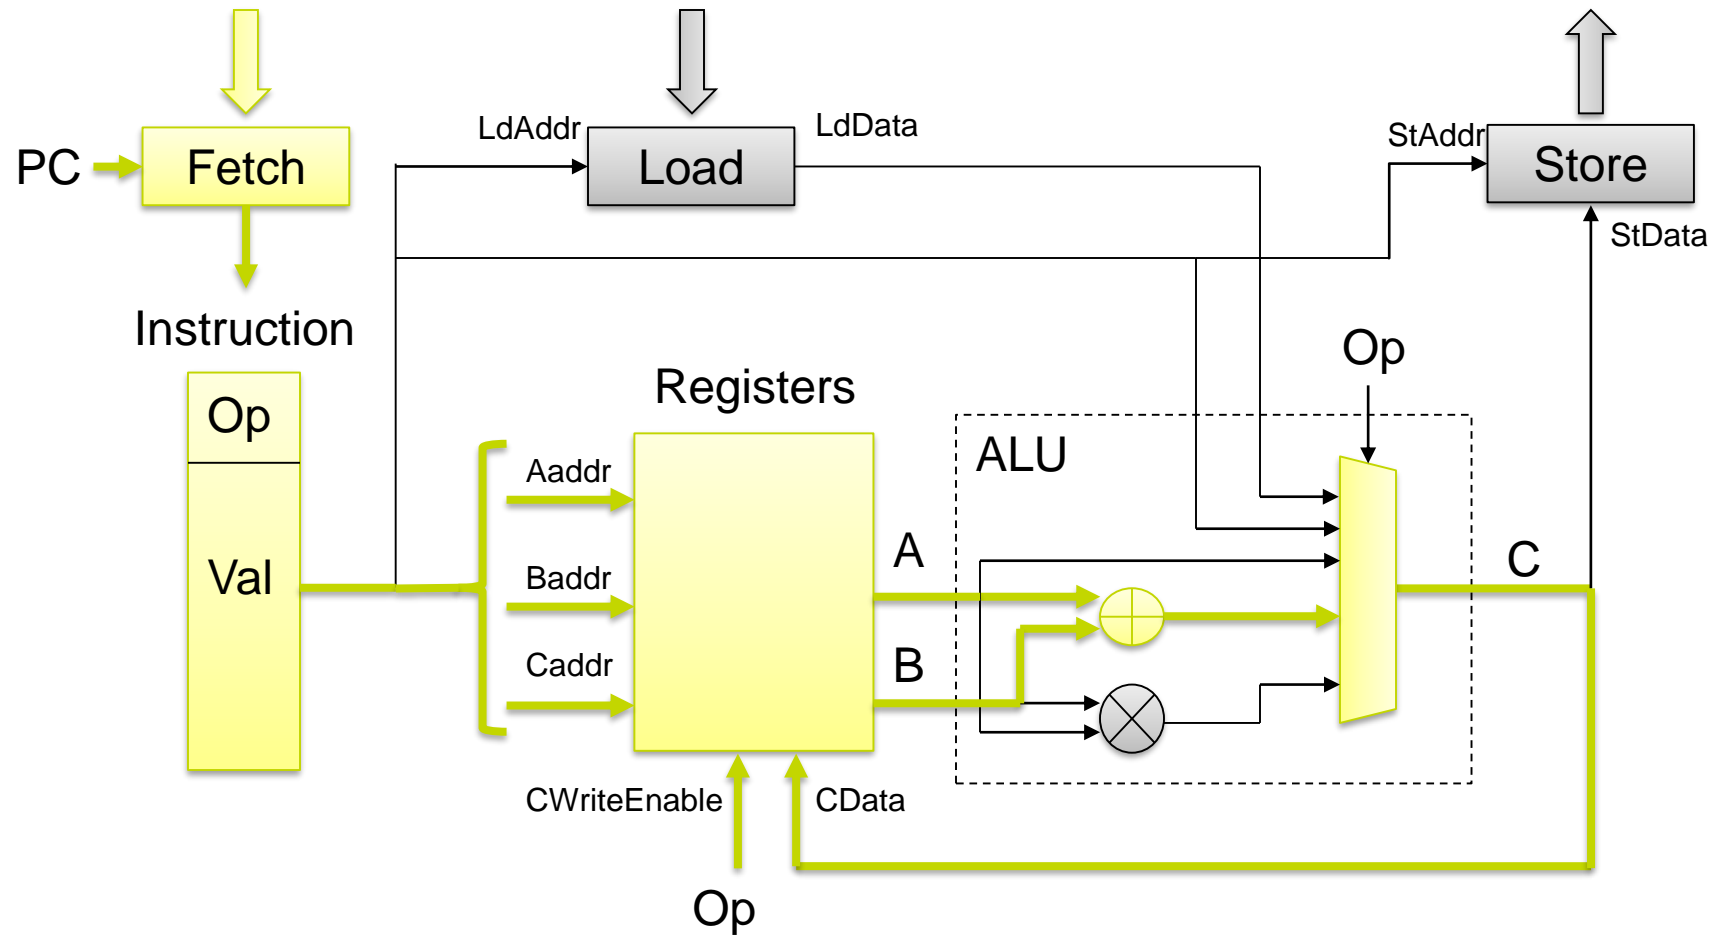 LdAddr
LdData
StAddr
PC
Fetch
Load
Store
StData
Instruction
Op
Registers
Op
ALU
Aaddr
A
Val
Baddr
C
Caddr
B
CWriteEnable
CData
Op